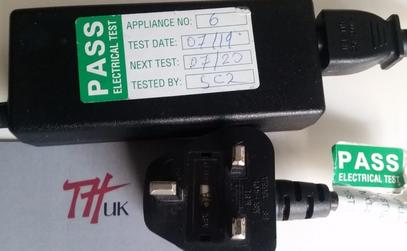 PASS
ELECTRICAL TEST
APPLIANCE NO: 6
TEST DATE: 07/19
NEXT TEST: 07/20
TESTED BY: SC2
TH UK
PASS
ELECTRICAL TEST